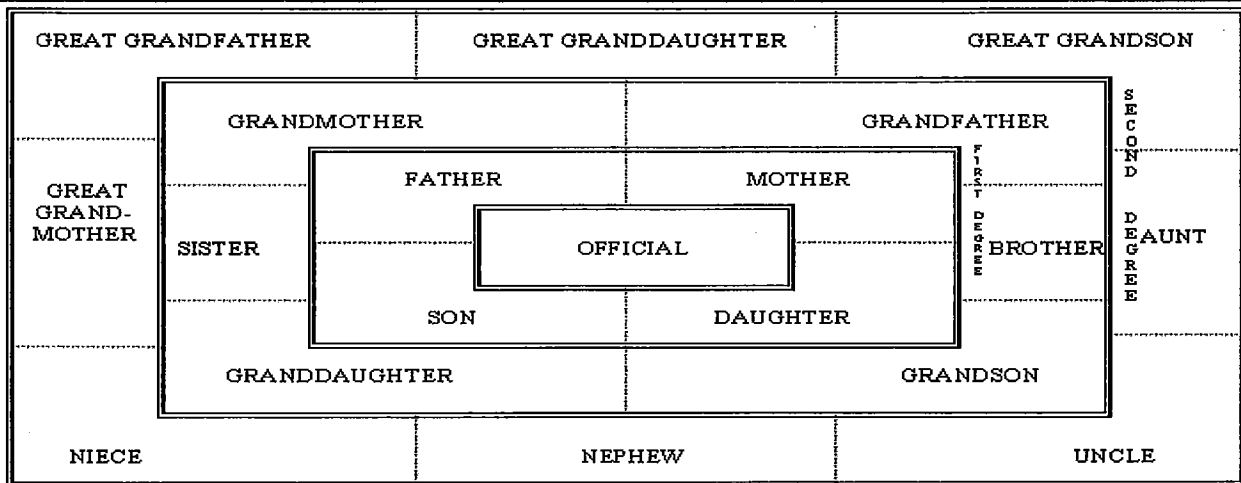 GREAT GRANDFATHER GREAT GRANDDAUGHTER GREAT GRANDSON
GRANDMOTHER GRANDFATHER
SECOND DEGREE
FATHER MOTHER
FIRST DEGREE
GREAT
GRAND-
MOTHER
SISTER OFFICIAL BROTHER AUNT
SON DAUGHTER
GRANDDAUGHTER GRANDSON
NIECE NEPHEW UNCLE